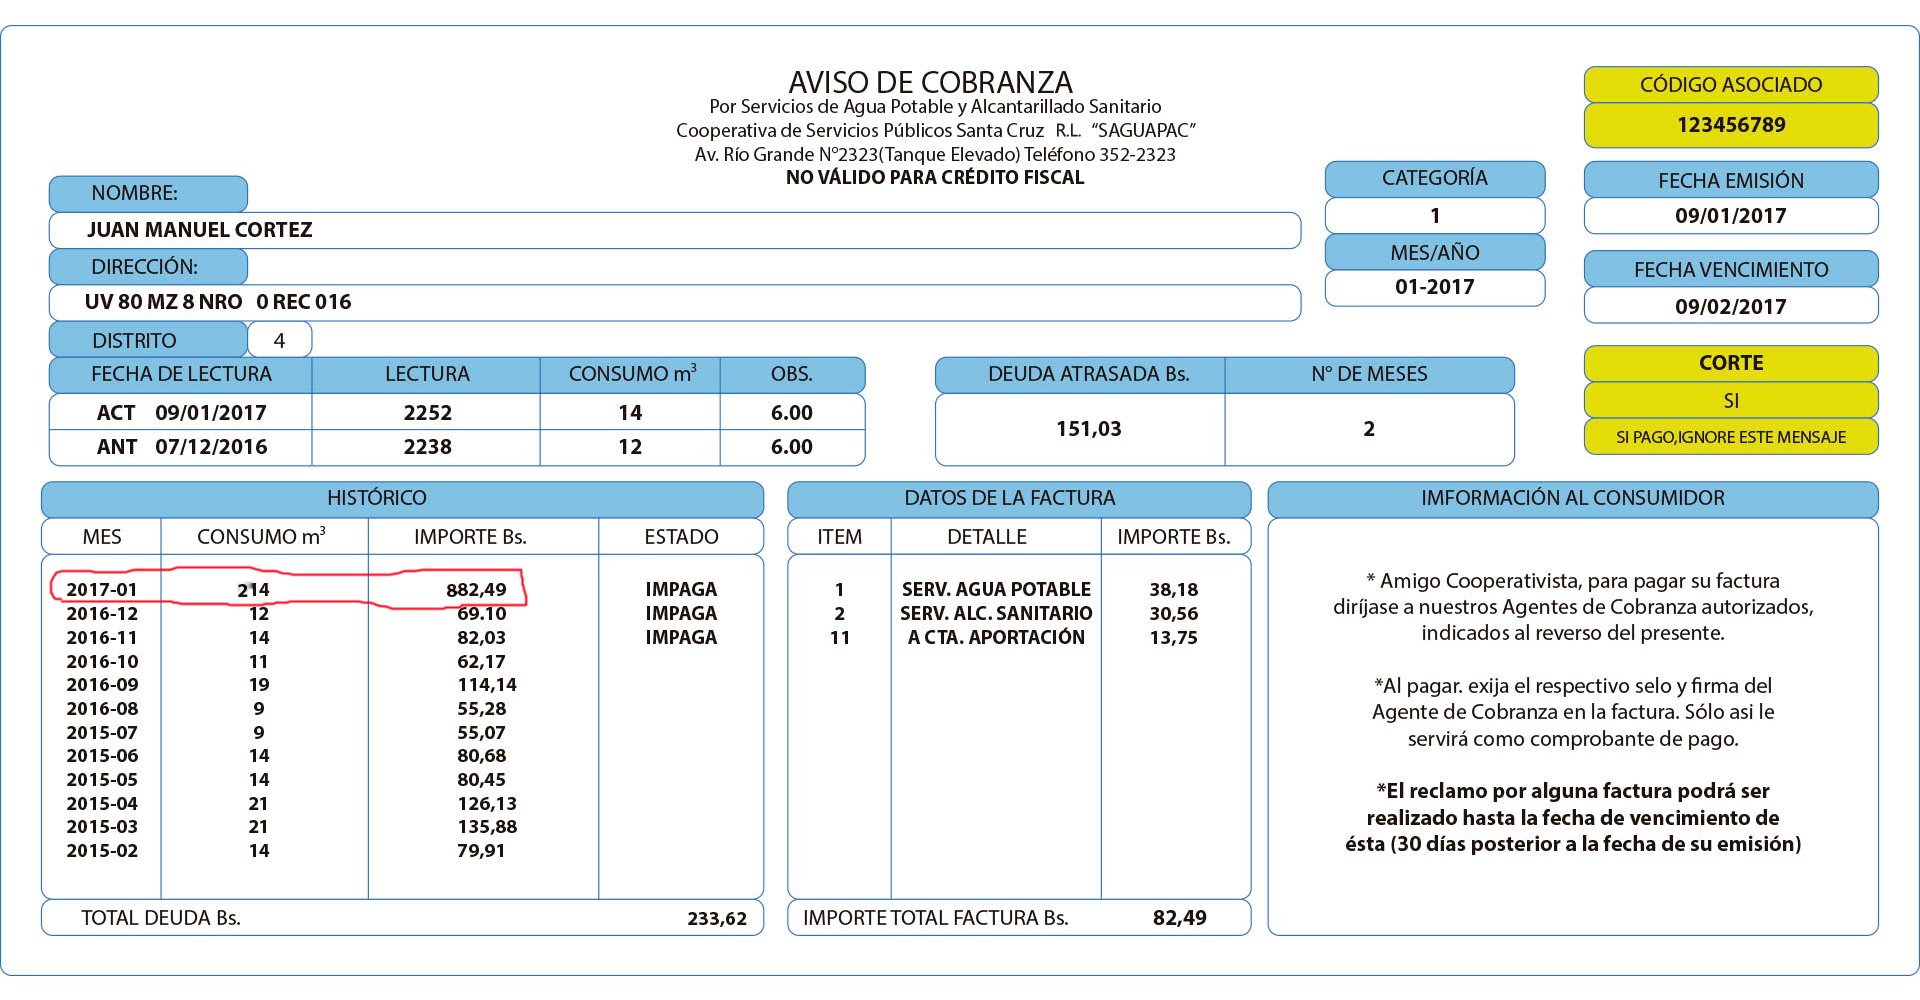 AVISO DE COBRANZA
Por Servicios de Agua Potable y Alcantarillado Sanitario
Cooperativa de Servicios Públicos Santa Cruz R.L. “SAGUAPAC”
Av. Río Grande N°2323(Tanque Elevado) Teléfono 352-2323
NO VÁLIDO PARA CRÉDITO FISCAL
CÓDIGO ASOCIADO
123456789
NOMBRE:
JUAN MANUEL CORTEZ
DIRECCIÓN:
UV 80 MZ 8 NRO 0 REC 016
DISTRITO 4
CATEGORÍA
1
MES/AÑO
01-2017
FECHA EMISIÓN
09/01/2017
FECHA VENCIMIENTO
09/02/2017
FECHA DE LECTURA LECTURA CONSUMO m³ OBS.
ACT 09/01/2017 2252 14 6.00
ANT 07/12/2016 2238 12 6.00
DEUDA ATRASADA Bs. N° DE MESES
151,03 2
CORTE
SI
SI PAGO,IGNORE ESTE MENSAJE
HISTÓRICO
MES CONSUMO m³ IMPORTE Bs. ESTADO
2017-01 214 882,49 IMPAGA
2016-12 12 69.10 IMPAGA
2016-11 14 82,03 IMPAGA
2016-10 11 62,17
2016-09 19 114,14
2016-08 9 55,28
2015-07 9 55,07
2015-06 14 80,68
2015-05 14 80,45
2015-04 21 126,13
2015-03 21 135,88
2015-02 14 79,91
TOTAL DEUDA Bs. 233,62
DATOS DE LA FACTURA
ITEM DETALLE IMPORTE Bs.
1 SERV. AGUA POTABLE 38,18
2 SERV. ALC. SANITARIO 30,56
11 A CTA. APORTACIÓN 13,75
IMPORTE TOTAL FACTURA Bs. 82,49
IMFORMACIÓN AL CONSUMIDOR
* Amigo Cooperativista, para pagar su factura
diríjase a nuestros Agentes de Cobranza autorizados,
indicados al reverso del presente.
*Al pagar. exija el respectivo selo y firma del
Agente de Cobranza en la factura. Sólo asi le
servirá como comprobante de pago.
*El reclamo por alguna factura podrá ser
realizado hasta la fecha de vencimiento de
ésta (30 días posterior a la fecha de su emisión)